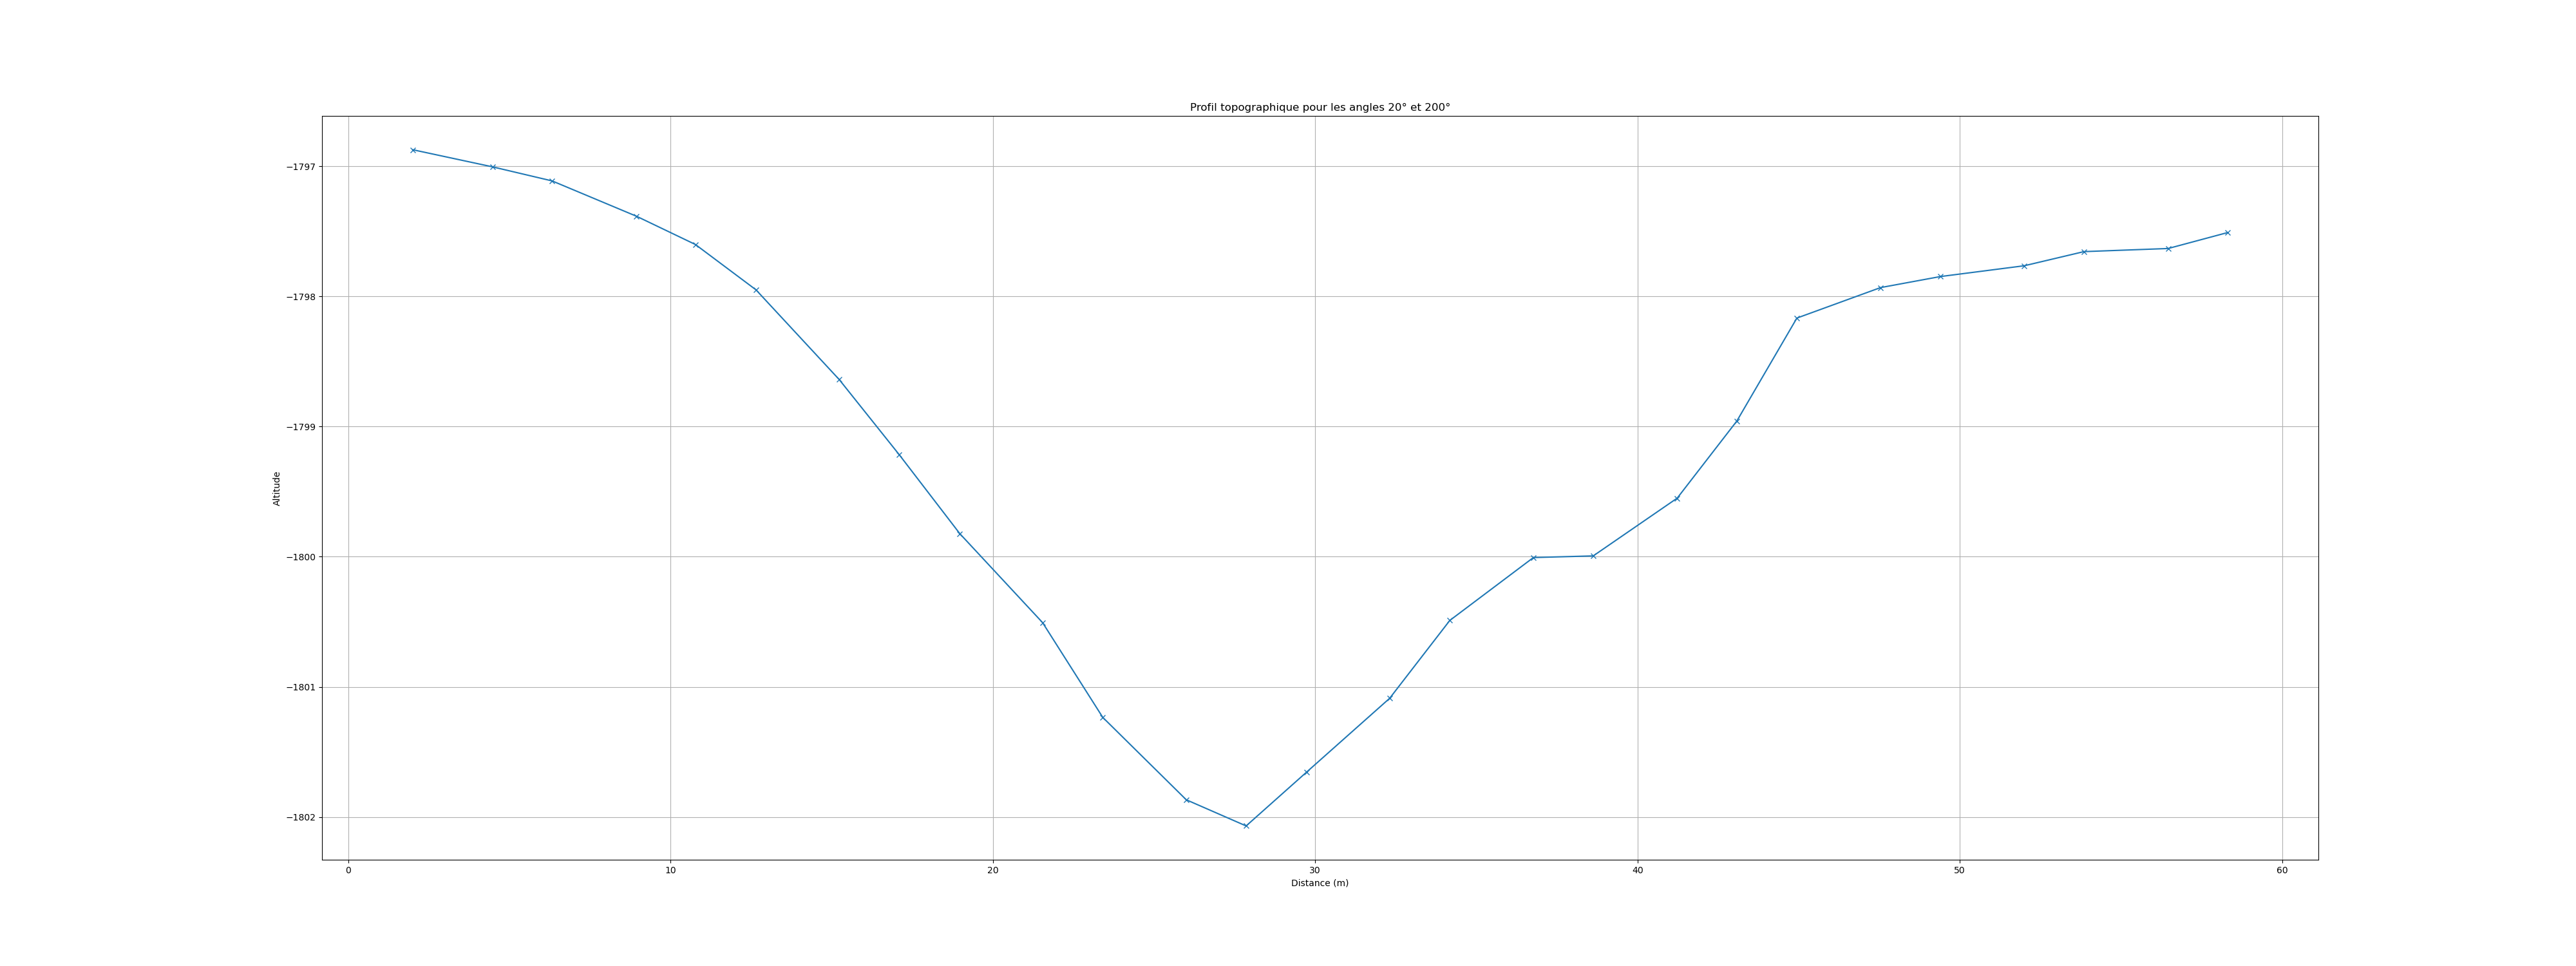 Profil topographique pour les angles 20° et 200°
−1797
−1798
−1799
Altitude
−1800
−1801
−1802
0 10 20 30 40 50 60
Distance (m)